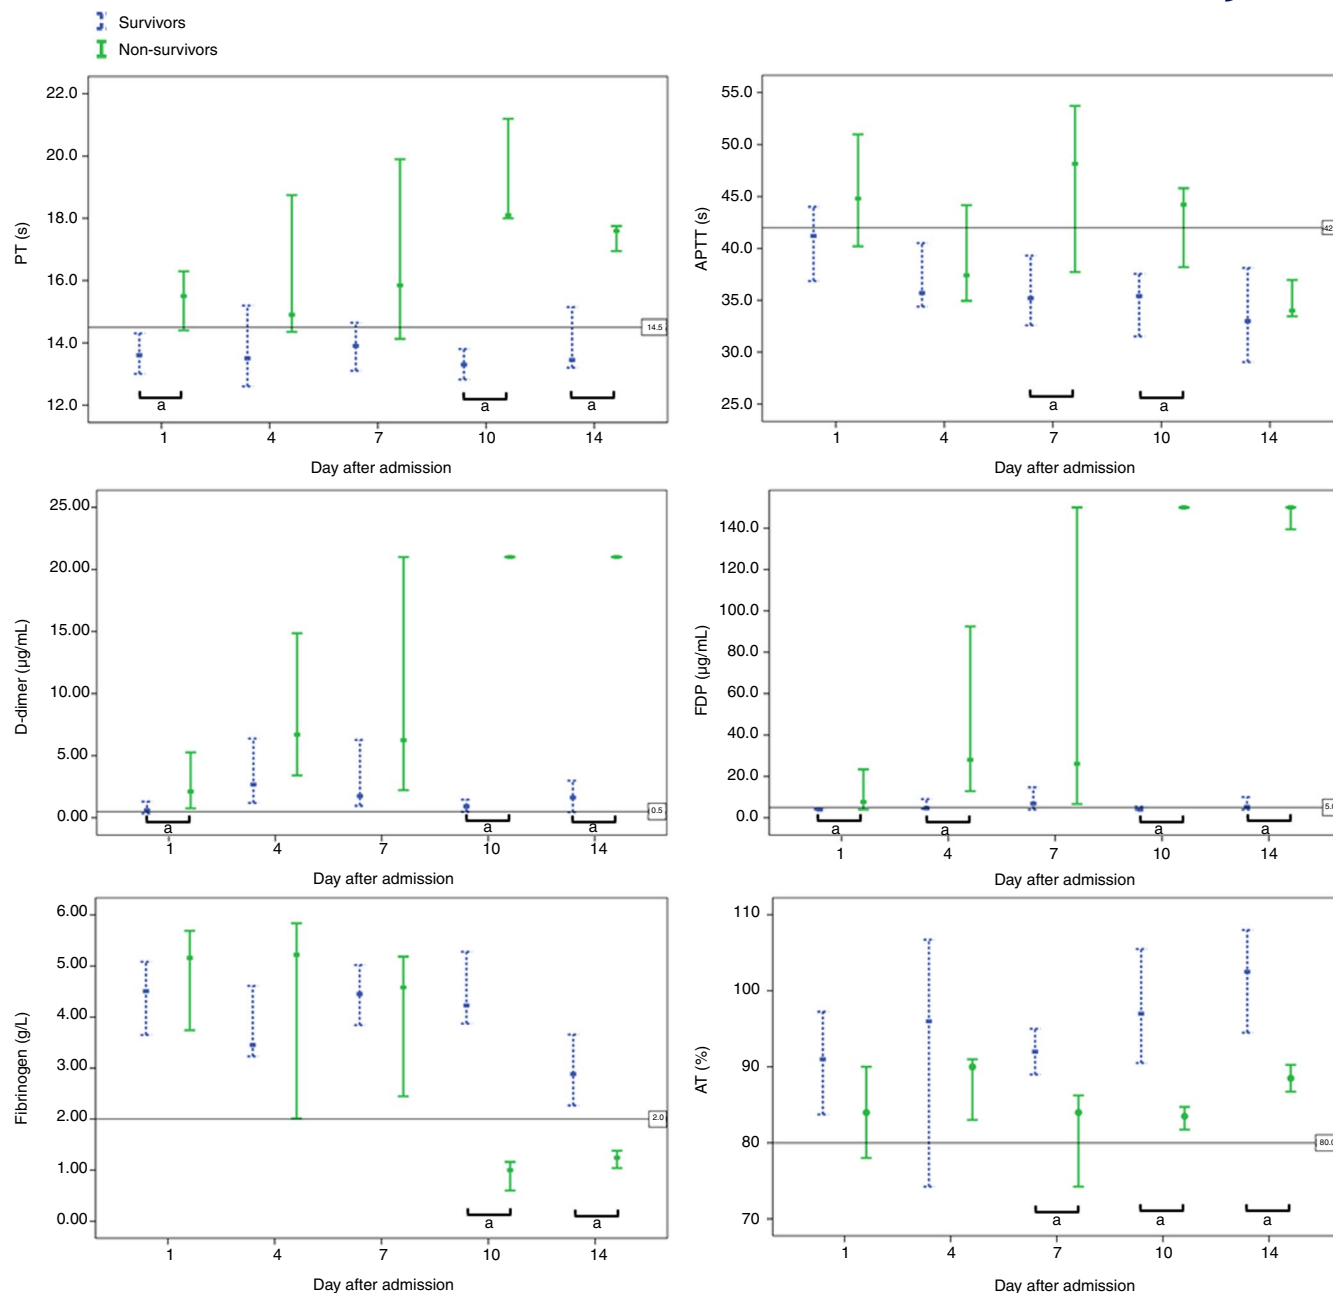 Survivors
Non-survivors
22.0
20.0
18.0
16.0
14.0
12.0
PT (s)
14.5
a
a
a
1 4 7 10 14
Day after admission
55.0
50.0
45.0
40.0
35.0
30.0
25.0
APTT (s)
42
a
a
1 4 7 10 14
Day after admission
25.00
20.00
15.00
10.00
5.00
0.00
D-dimer (µg/mL)
0.5
a
a
a
1 4 7 10 14
Day after admission
140.0
120.0
100.0
80.0
60.0
40.0
20.0
0.0
FDP (µg/mL)
5.0
a
a
a
a
1 4 7 10 14
Day after admission
6.00
5.00
4.00
3.00
2.00
1.00
0.00
Fibrinogen (g/L)
2.0
a
a
1 4 7 10 14
Day after admission
110
100
90
80
70
AT (%)
80.0
a
a
a
1 4 7 10 14
Day after admission